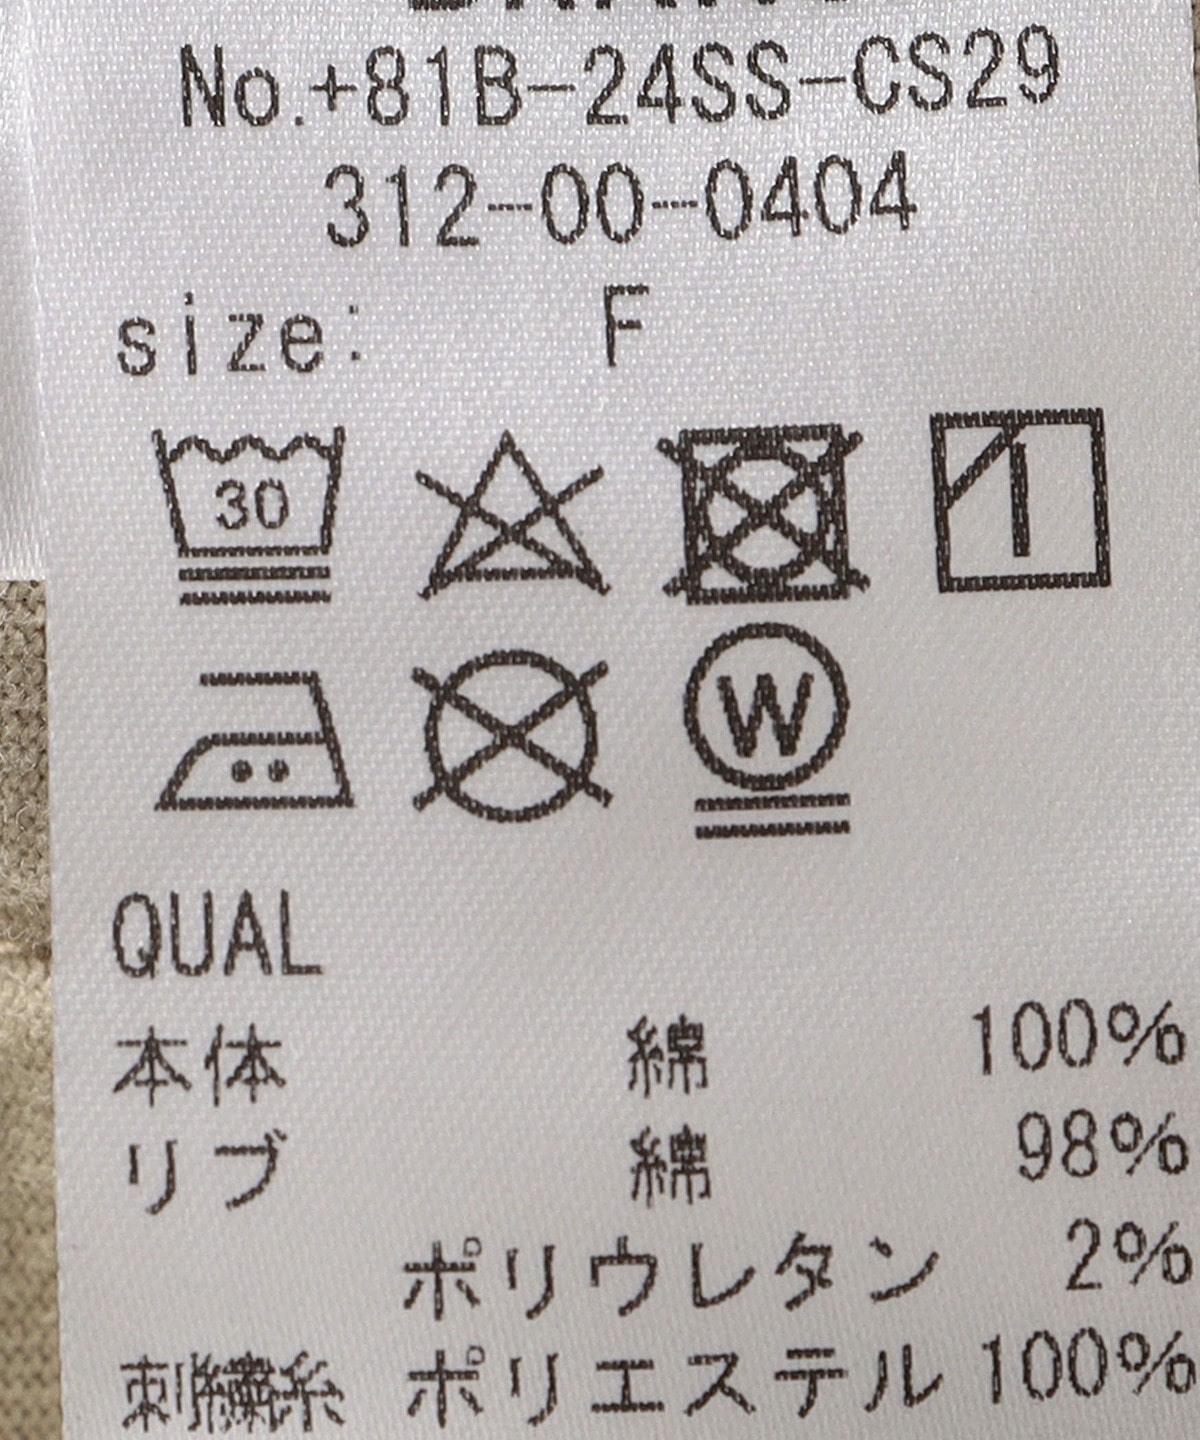 No.+81B-24SS-CS29
312-00-0404
size: F
30
W
QUAL
本体 綿 100%
リブ 綿 98%
ポリウレタン 2%
刺繍糸 ポリエステル 100%